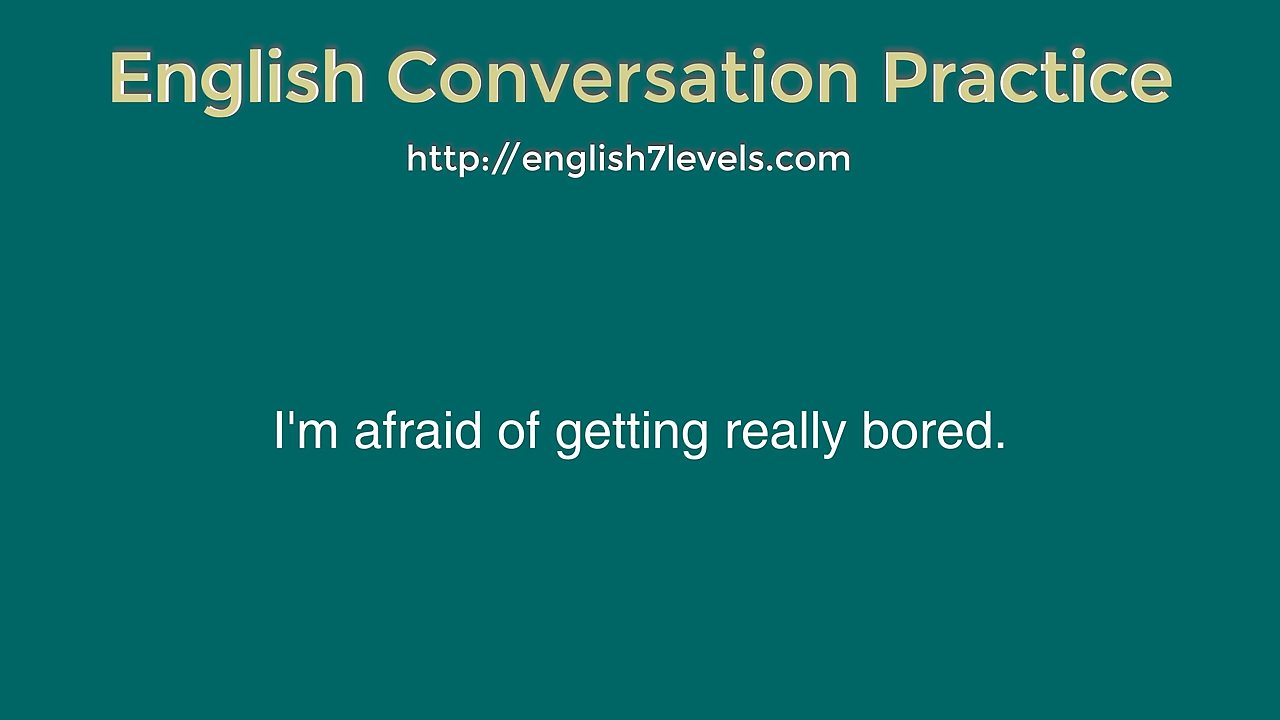 English Conversation Practice
http://english7levels.com
I'm afraid of getting really bored.